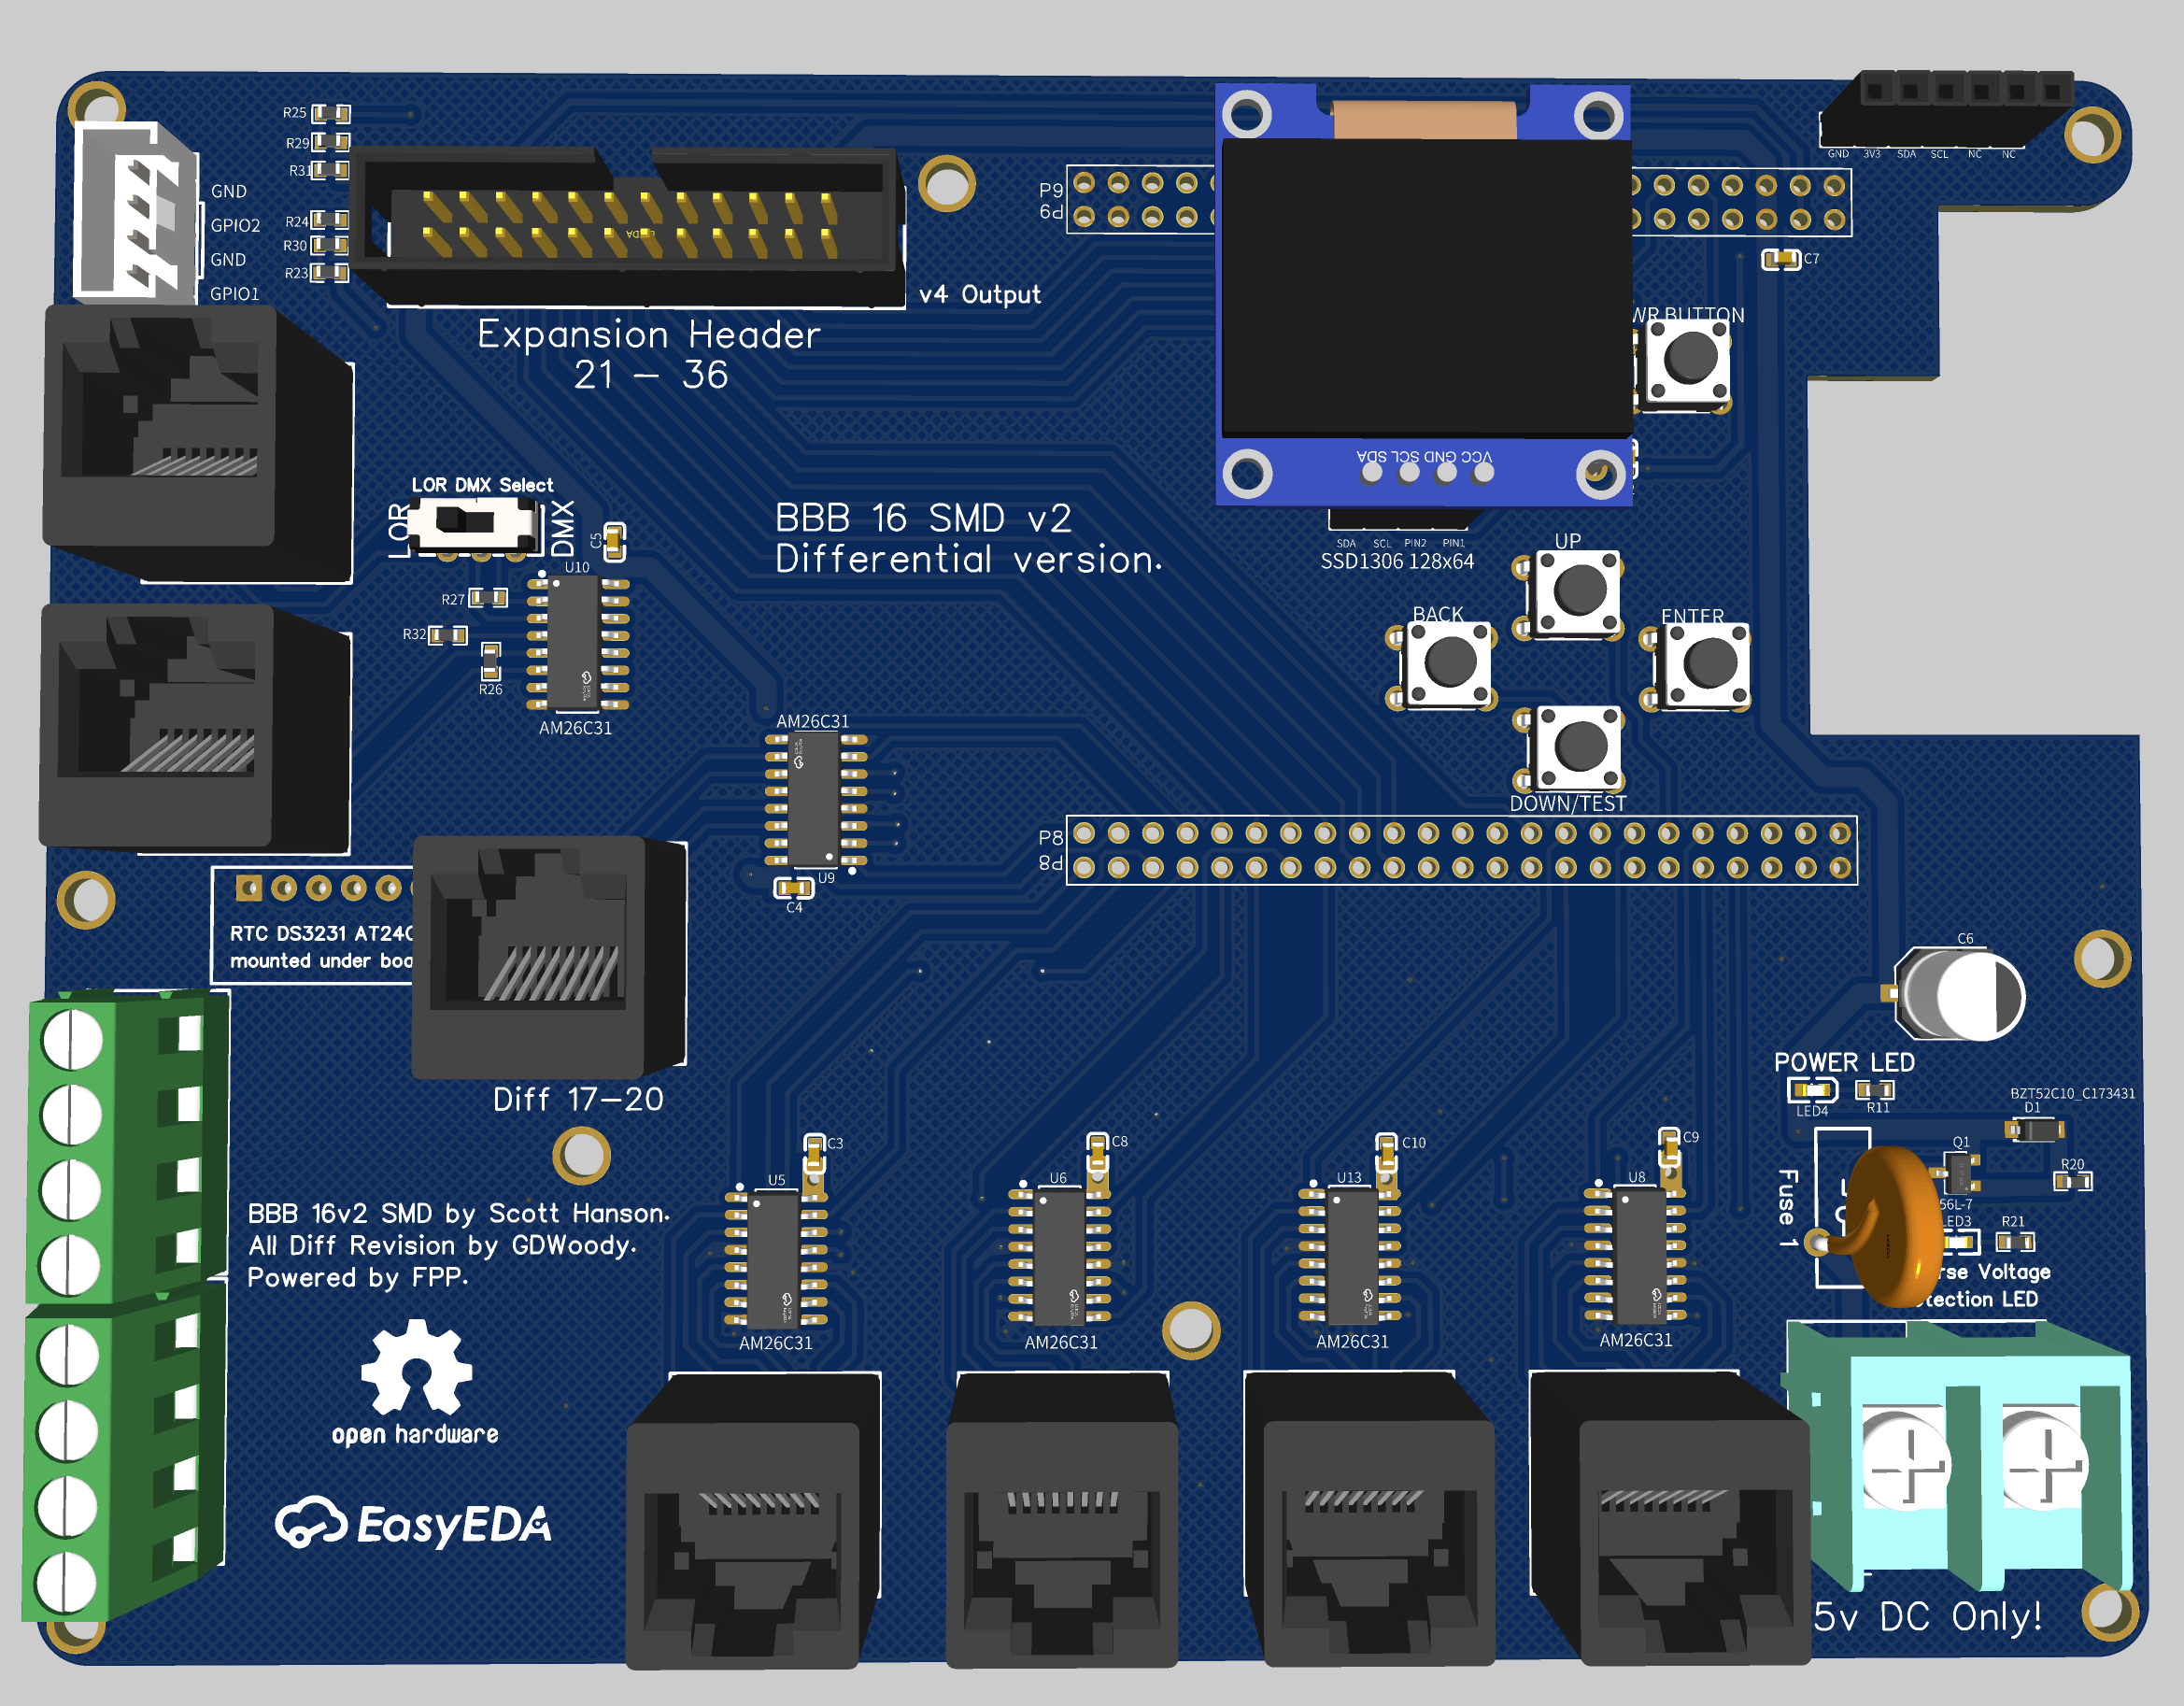 R25
R29
R31
R24
R30
R23
GND
GPIO2
GND
GPIO1
v4 Output
Expansion Header
21 - 36
P9
P9
GND 3V3 SDA SCL NC NC
C7
WR BUTTON
VCC GND SCL SDA
SDA SCL PIN2 PIN1
SSD1306 128x64
LOR DMX Select
LOR
DMX
C5
U10
R27
R32
R26
AM26C31
BBB 16 SMD v2
Differential version.
UP
BACK
ENTER
DOWN/TEST
AM26C31
U9
C4
P8
P8
RTC DS3231 AT24C
mounted under boa
Diff 17-20
C6
POWER LED
LED4
R11
BZT52C10_C173431
D1
Q1
R20
56L-7
LED3
R21
Fuse 1
rse Voltage
tection LED
C3
C8
C10
C9
U5
U6
U13
U8
AM26C31
AM26C31
AM26C31
AM26C31
BBB 16v2 SMD by Scott Hanson.
All Diff Revision by GDWoody.
Powered by FPP.
open hardware
EasyEDA
5v DC Only!